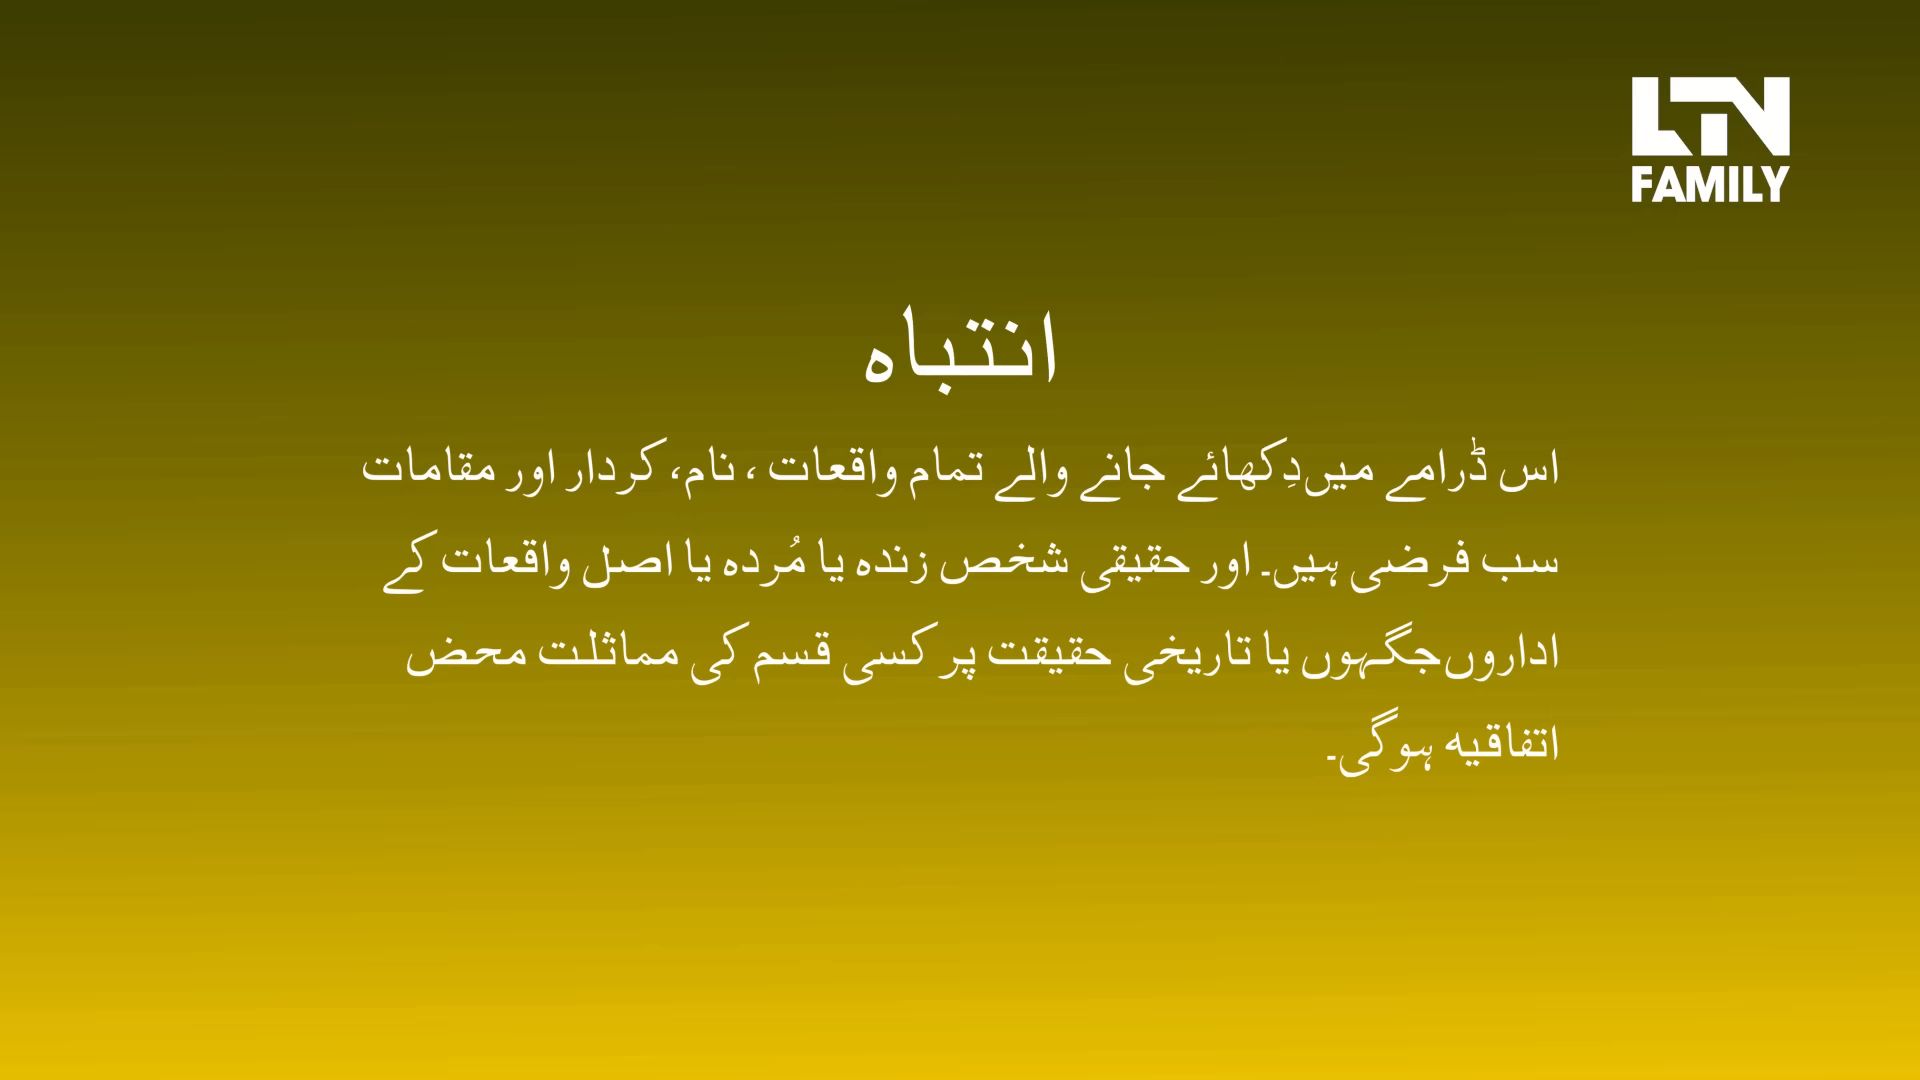 LTN
FAMILY
انتباہ
اس ڈرامے میں دِکھائے جانے والے تمام واقعات ، نام، کردار اور مقامات
سب فرضی ہیں۔ اور حقیقی شخص زندہ یا مُردہ یا اصل واقعات کے
اداروں جگہوں یا تاریخی حقیقت پر کسی قسم کی مماثلت محض
اتفاقیہ ہوگی۔